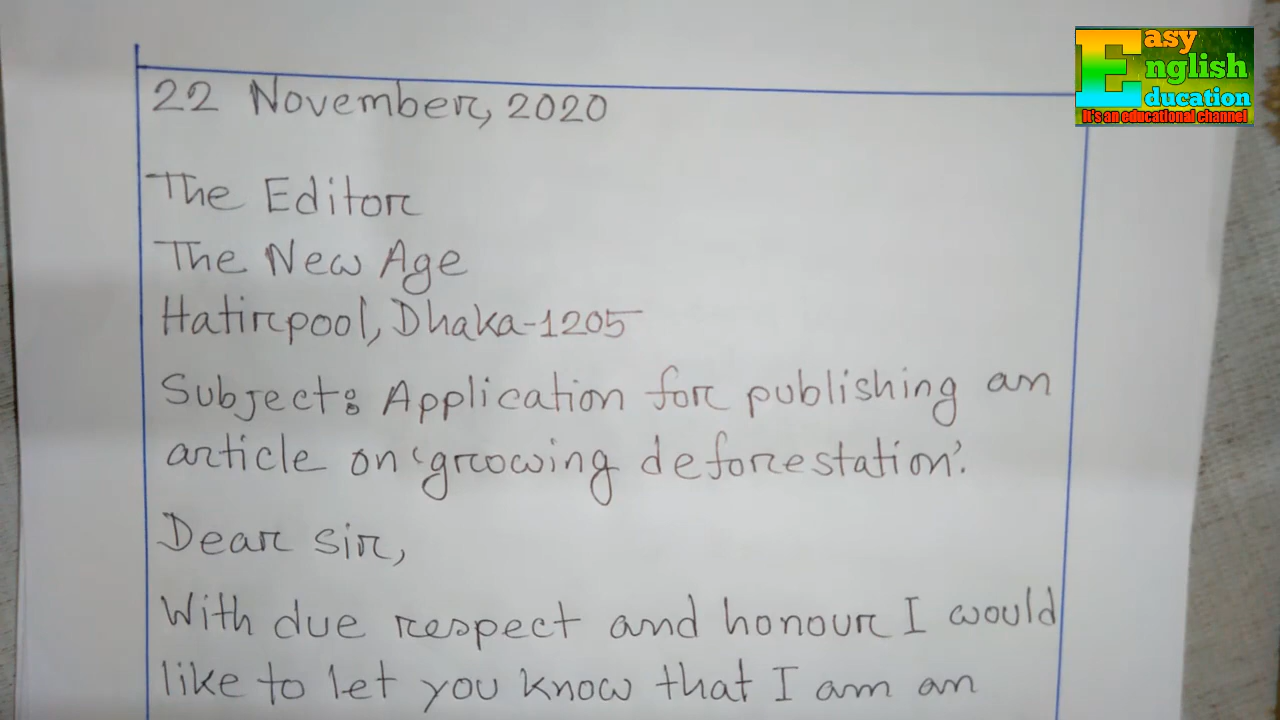 Easy
English
Education
It's an educational channel
22 November, 2020
The Editor
The New Age
Hatirpool, Dhaka-1205
Subject: Application for publishing an
article on 'growing deforestation'.
Dear sir,
With due respect and honour I would
like to let you know that I am an